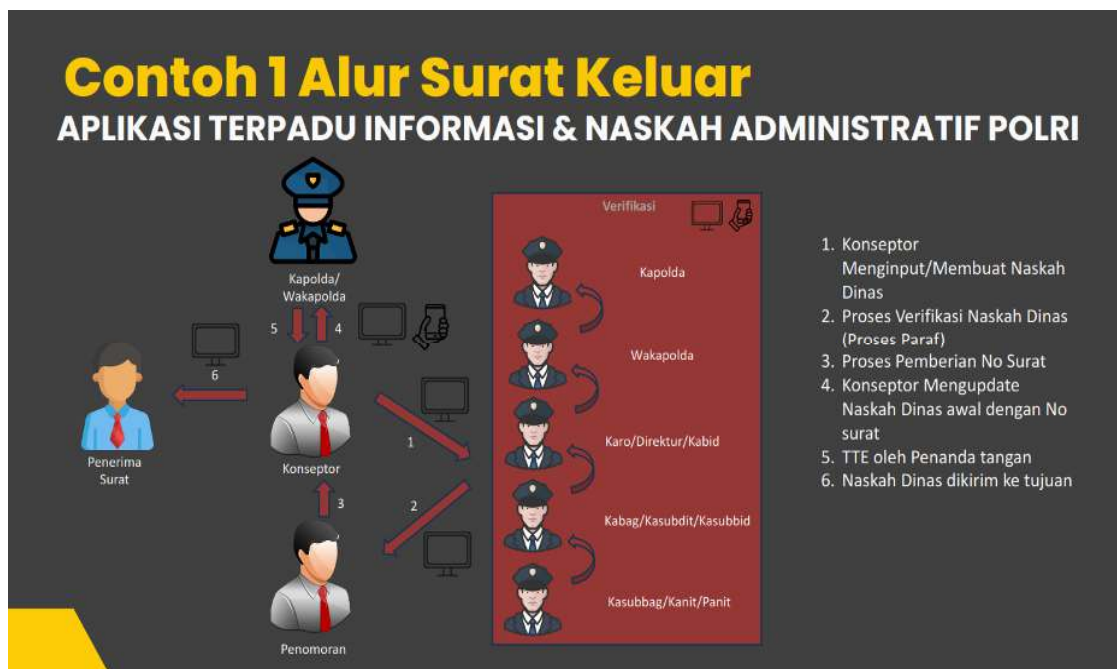 Contoh 1 Alur Surat Keluar
APLIKASI TERPADU INFORMASI & NASKAH ADMINISTRATIF POLRI
Kapolda/
Wakapolda
5
4
6
Penerima
Surat
Konseptor
1
3
2
Penomoran
Verifikasi
Kapolda
Wakapolda
Karo/Direktur/Kabid
Kabag/Kasubdit/Kasubbid
Kasubbag/Kanit/Panit
1. Konseptor
Menginput/Membuat Naskah
Dinas
2. Proses Verifikasi Naskah Dinas
(Proses Paraf)
3. Proses Pemberian No Surat
4. Konseptor Mengupdate
Naskah Dinas awal dengan No
surat
5. TTE oleh Penanda tangan
6. Naskah Dinas dikirim ke tujuan